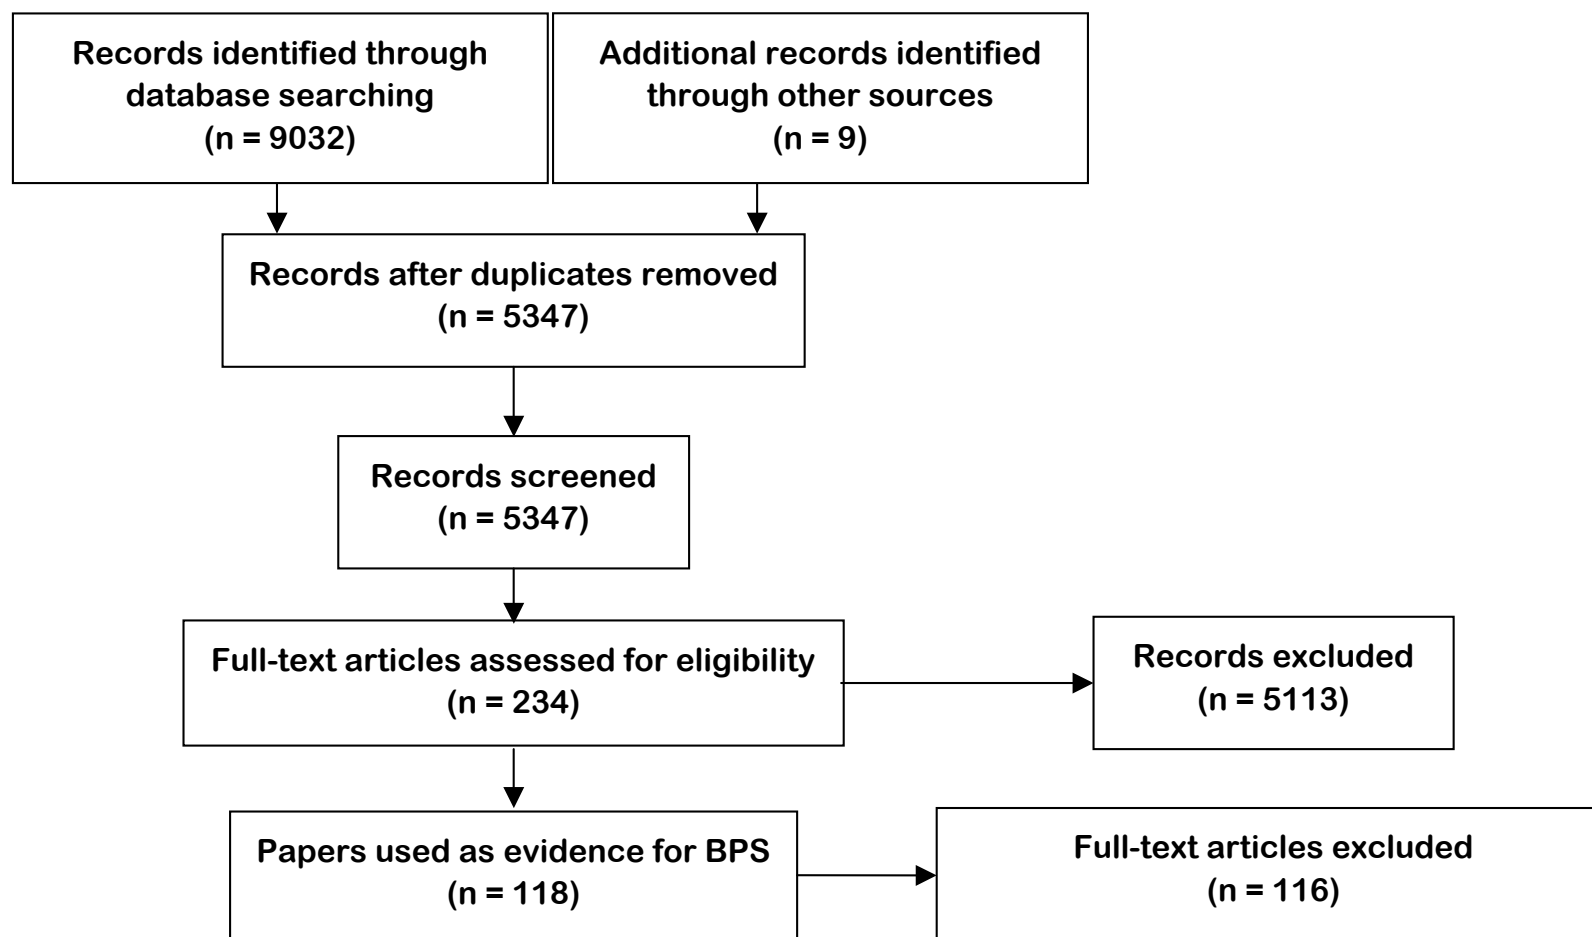 Records identified through
database searching
(n = 9032)
Additional records identified
through other sources
(n = 9)
Records after duplicates removed
(n = 5347)
Records screened
(n = 5347)
Full-text articles assessed for eligibility
(n = 234)
Records excluded
(n = 5113)
Papers used as evidence for BPS
(n = 118)
Full-text articles excluded
(n = 116)